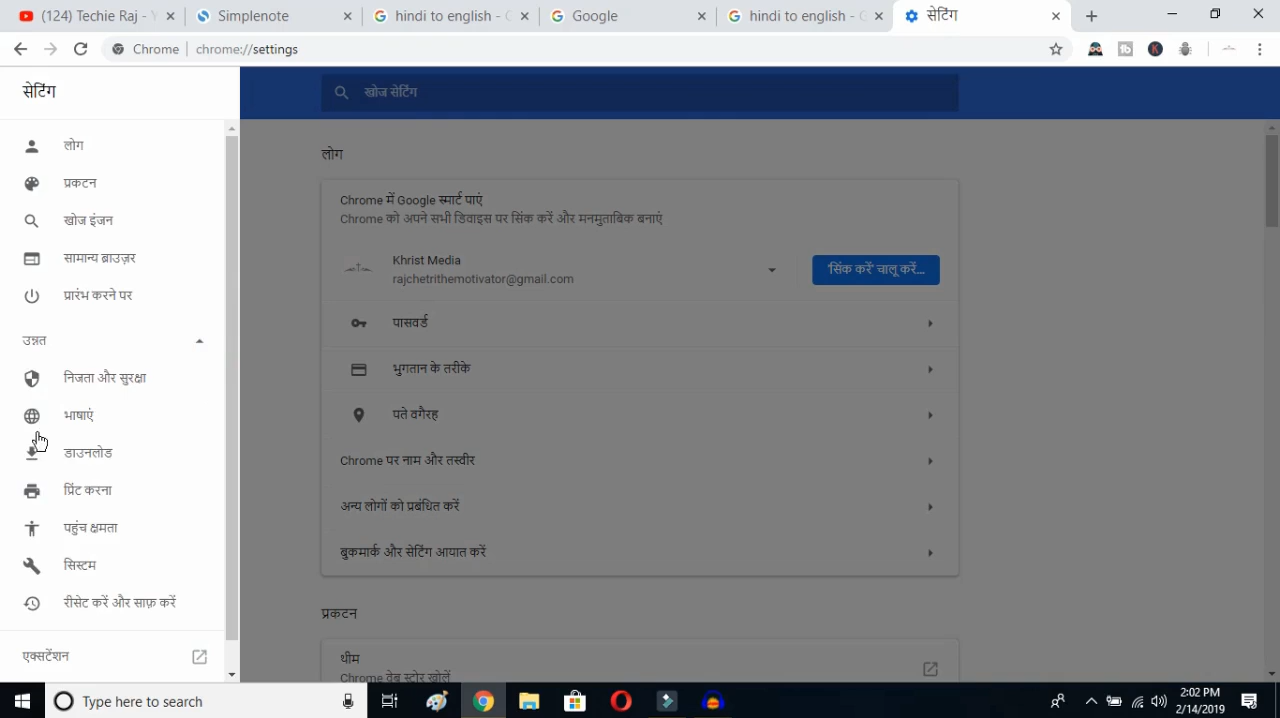 (124) Techie Raj - Y
Simplenote
hindi to english - G
Google
hindi to english - G
सेटिंग
Chrome
chrome://settings
सेटिंग
खोज सेटिंग
लोग
प्रकटन
खोज इंजन
सामान्य ब्राउज़र
प्रारंभ करने पर
उन्नत
निजता और सुरक्षा
भाषाएं
डाउनलोड
प्रिंट करना
पहुंच क्षमता
सिस्टम
रीसेट करें और साफ़ करें
एक्सटेंशन
लोग
Chrome में Google स्मार्ट पाएं
Chrome को अपने सभी डिवाइस पर सिंक करें और मनमुताबिक बनाएं
Khrist Media
rajchetrithemotivator@gmail.com
'सिंक करें' चालू करें...
पासवर्ड
भुगतान के तरीके
पते वगैरह
Chrome पर नाम और तस्वीर
अन्य लोगों को प्रबंधित करें
बुकमार्क और सेटिंग आयात करें
प्रकटन
थीम
Chrome वेब स्टोर खोलें
Type here to search
2:02 PM
2/14/2019